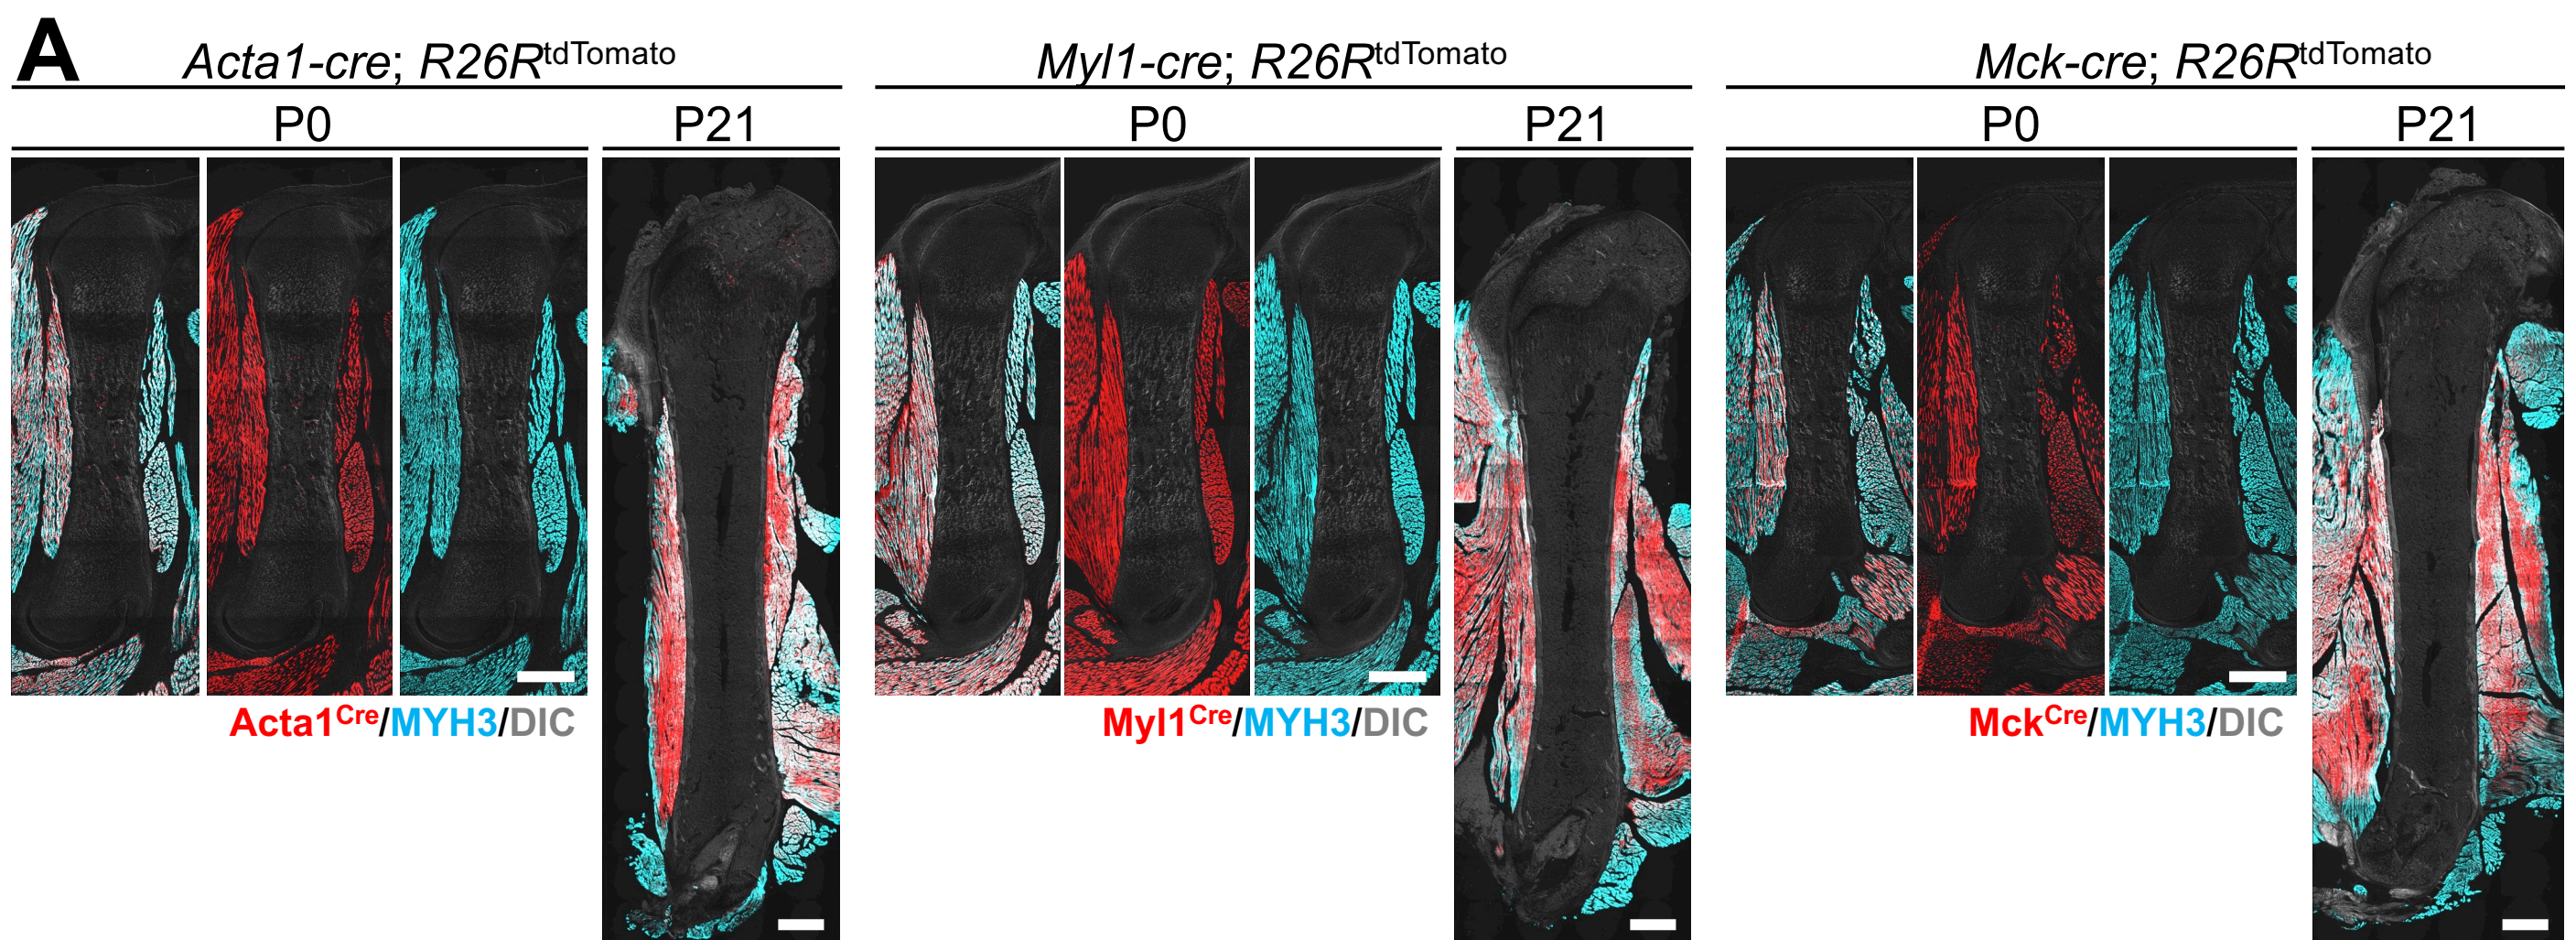 A
Acta1-cre; R26RtdTomato
Myl1-cre; R26RtdTomato
Mck-cre; R26RtdTomato
P0
P21
P0
P21
P0
P21
Acta1Cre/MYH3/DIC
Myl1Cre/MYH3/DIC
MckCre/MYH3/DIC